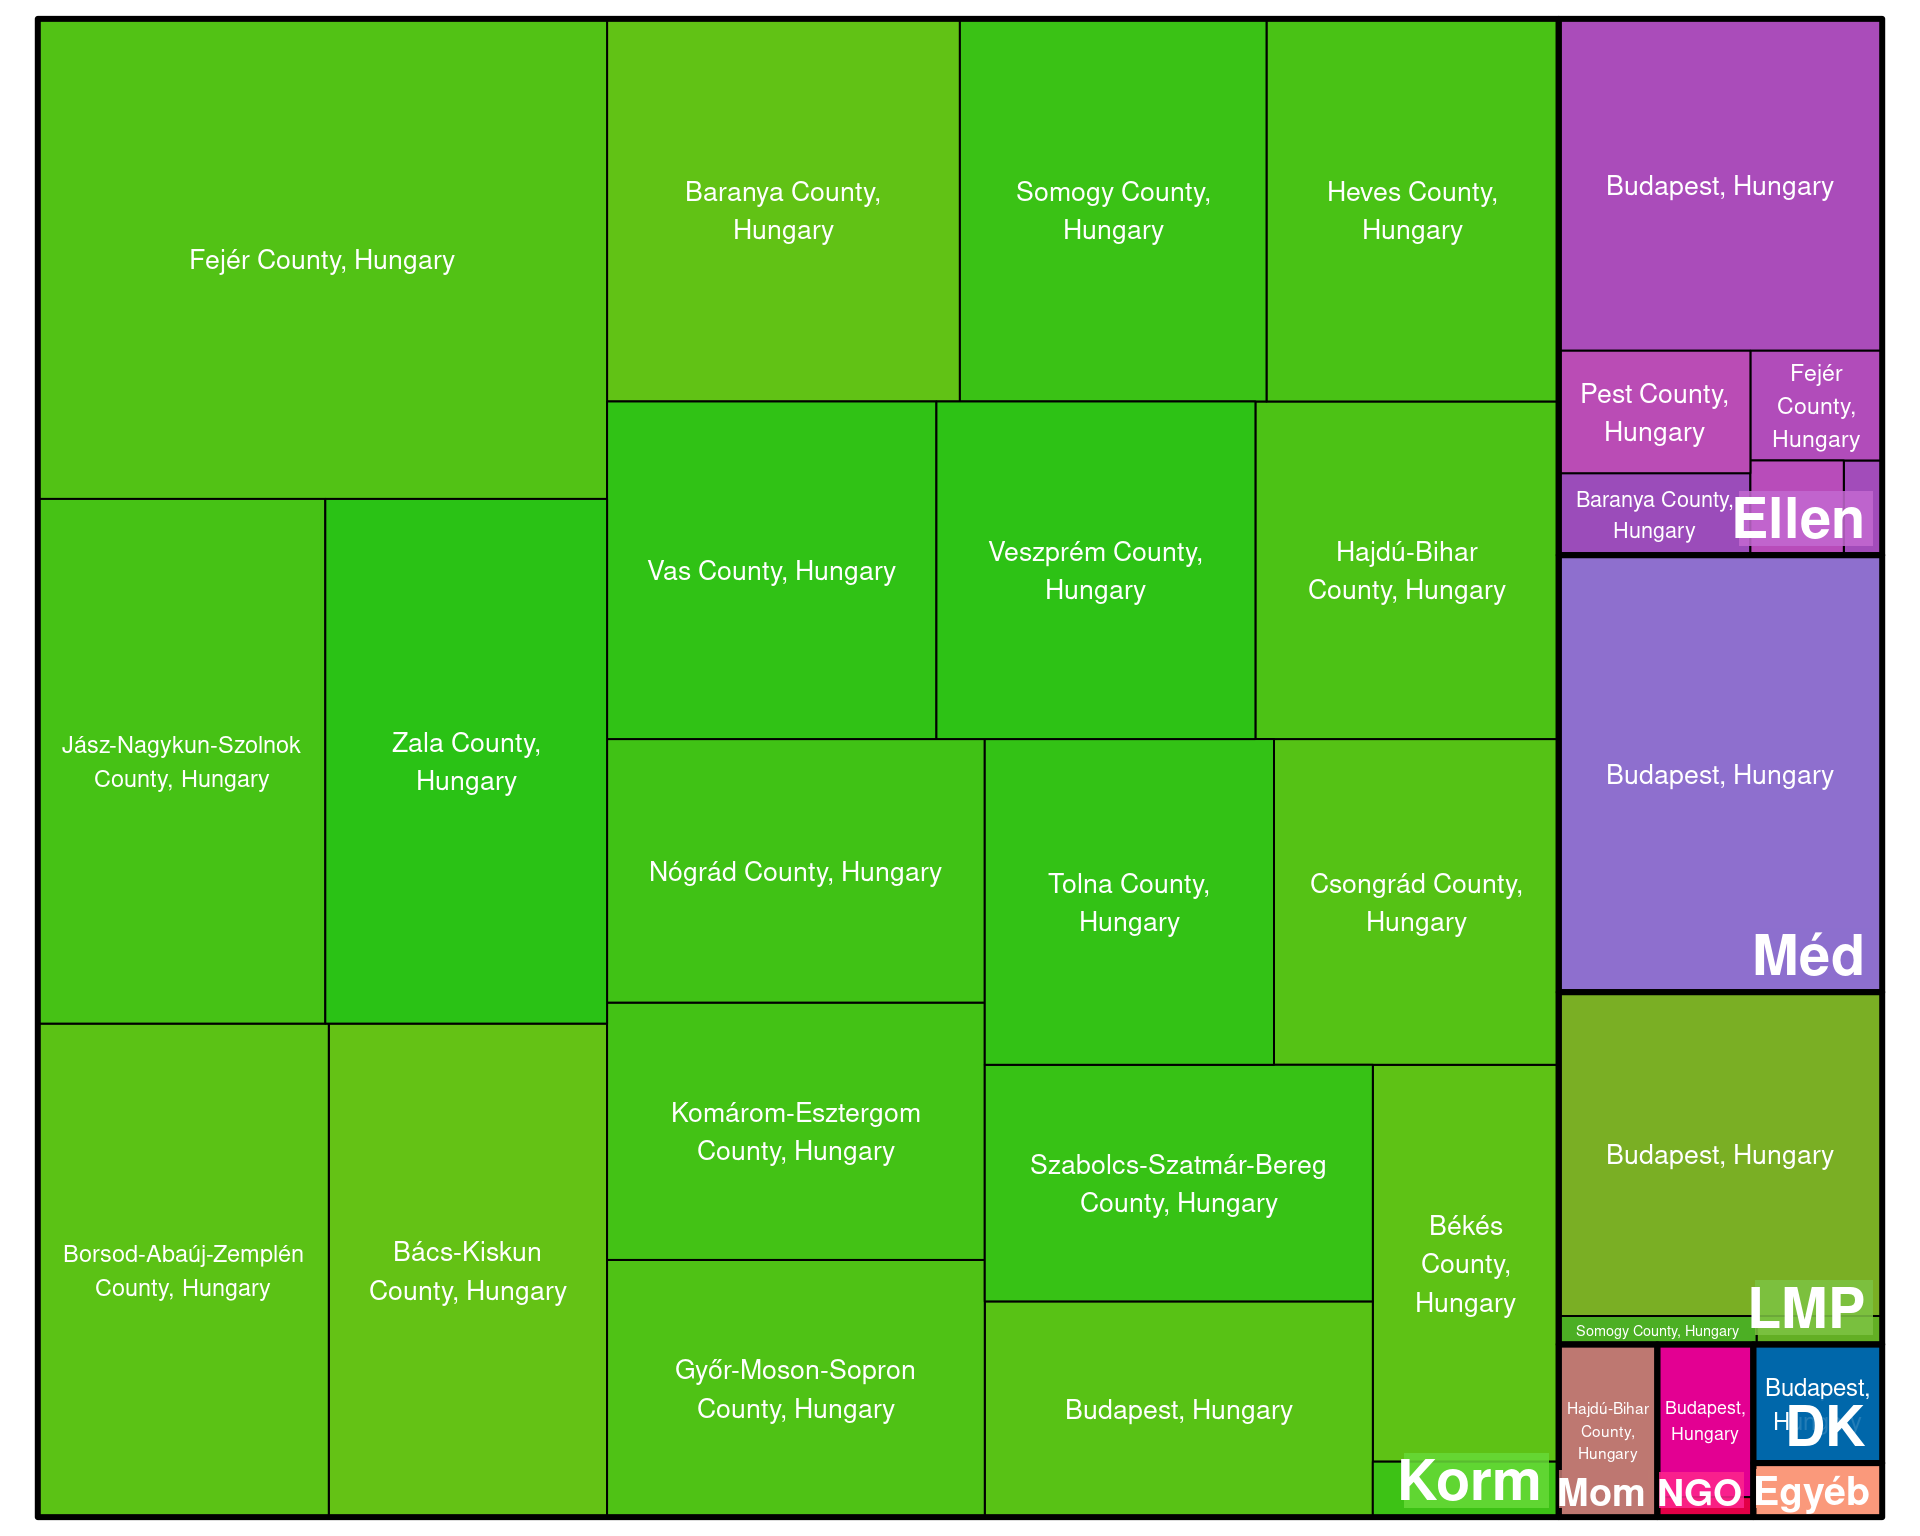 Fejér County, Hungary
Baranya County,
Hungary
Somogy County,
Hungary
Heves County,
Hungary
Vas County, Hungary
Veszprém County,
Hungary
Hajdú-Bihar
County, Hungary
Jász-Nagykun-Szolnok
County, Hungary
Zala County,
Hungary
Nógrád County, Hungary
Tolna County,
Hungary
Csongrád County,
Hungary
Borsod-Abaúj-Zemplén
County, Hungary
Bács-Kiskun
County, Hungary
Komárom-Esztergom
County, Hungary
Szabolcs-Szatmár-Bereg
County, Hungary
Békés
County,
Hungary
Győr-Moson-Sopron
County, Hungary
Budapest, Hungary
Korm
Budapest, Hungary
Pest County,
Hungary
Fejér
County,
Hungary
Baranya County,
Hungary
Ellen
Budapest, Hungary
Méd
Budapest, Hungary
Somogy County, Hungary
LMP
Hajdú-Bihar
County,
Hungary
Mom
Budapest,
Hungary
NGO
Budapest,
Hungary
DK
Egyéb